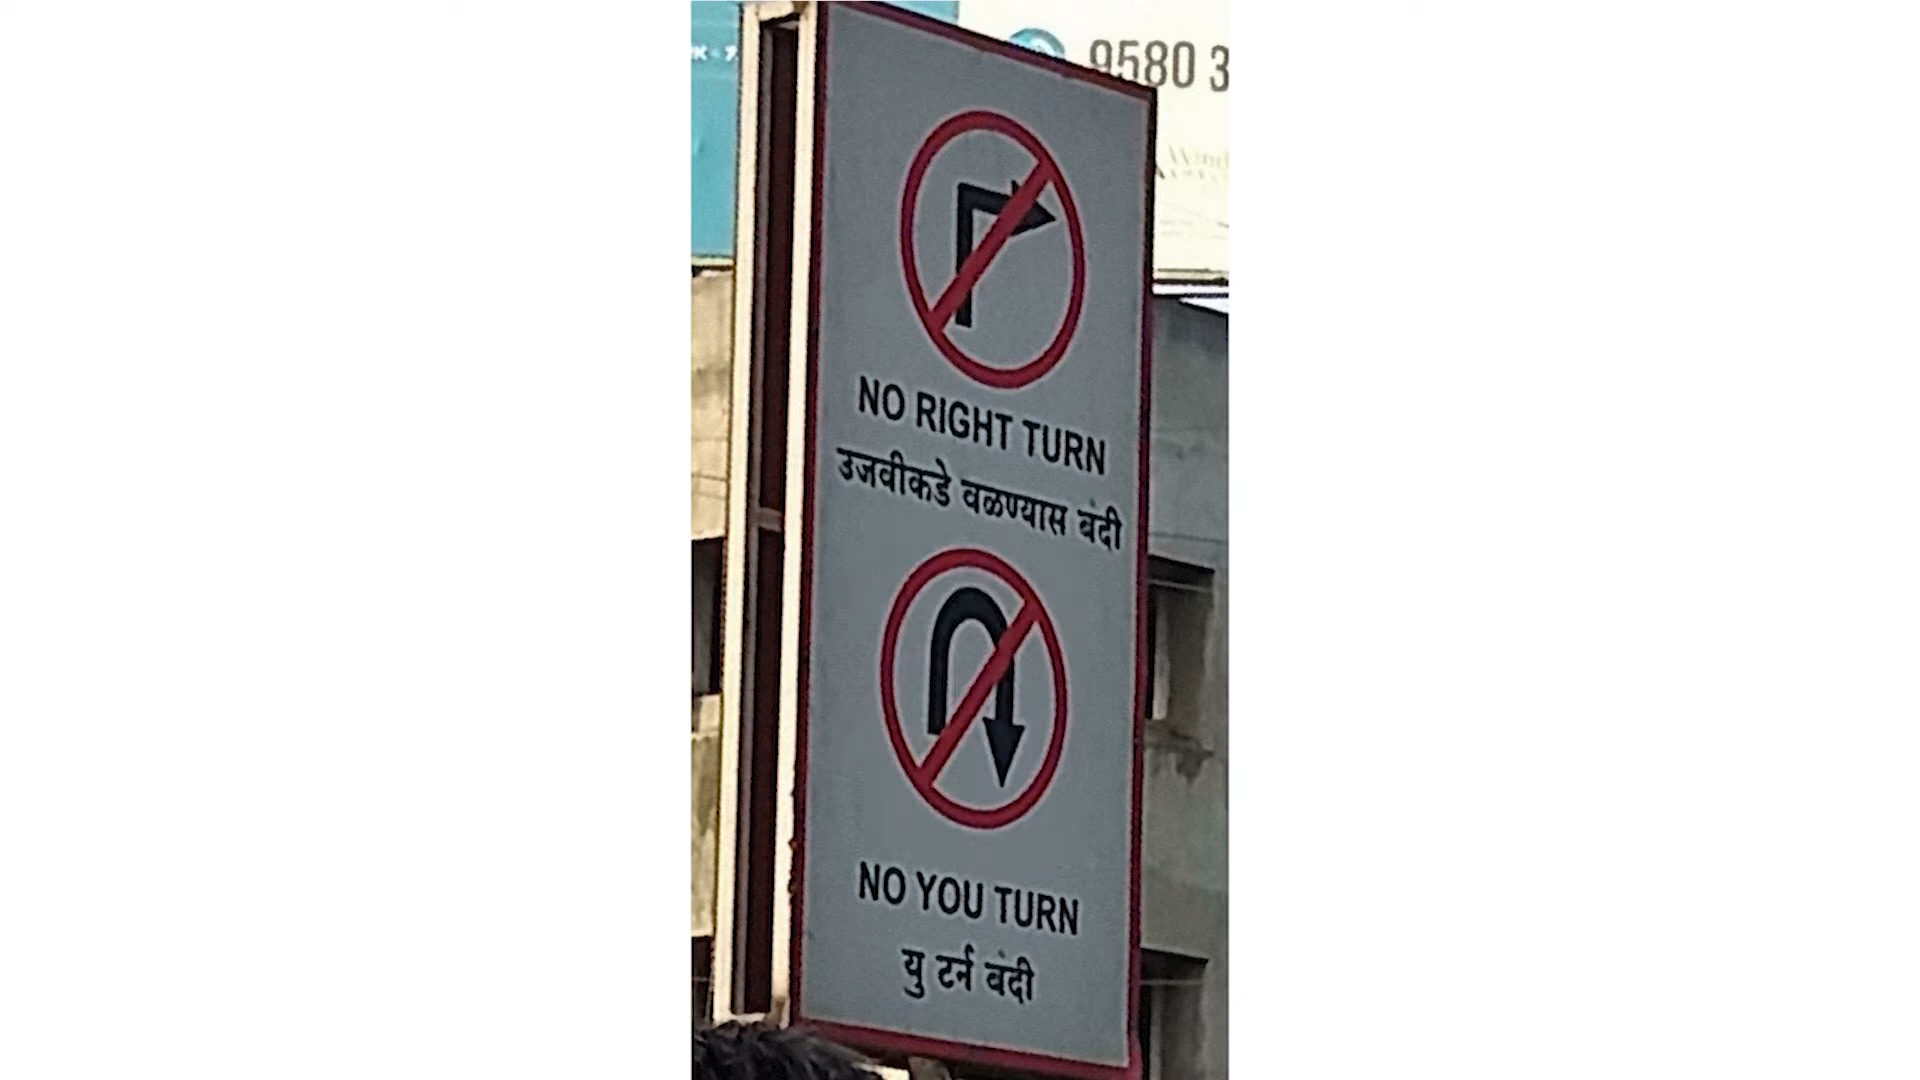 9580 3
NO RIGHT TURN
उजवीकडे वळण्यास बंदी
NO YOU TURN
यु टर्न बंदी